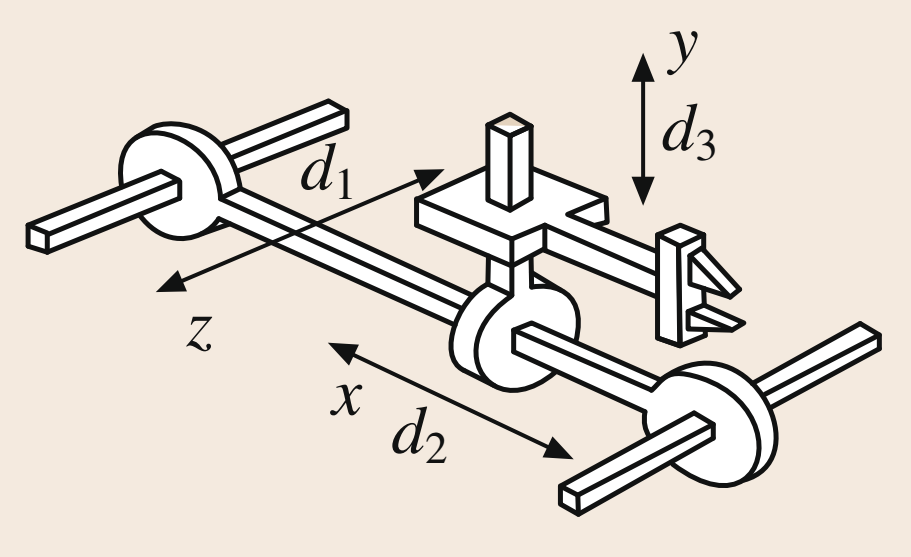 y
d₃
d₁
z
x
d₂